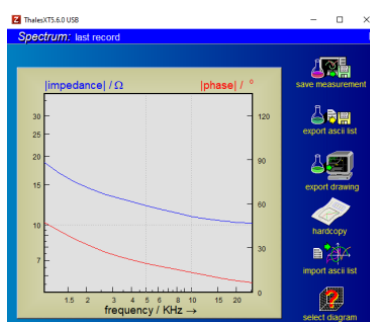 ThalesXT5.6.0 USB
Spectrum: last record
|impedance| / Ω
|phase| / °
30
25
20
15
10
7
120
90
60
30
0
1.5 2 3 4 5 6 8 10 15 20
frequency / KHz →
save measurement
export ascii list
export drawing
hardcopy
import ascii list
select diagram